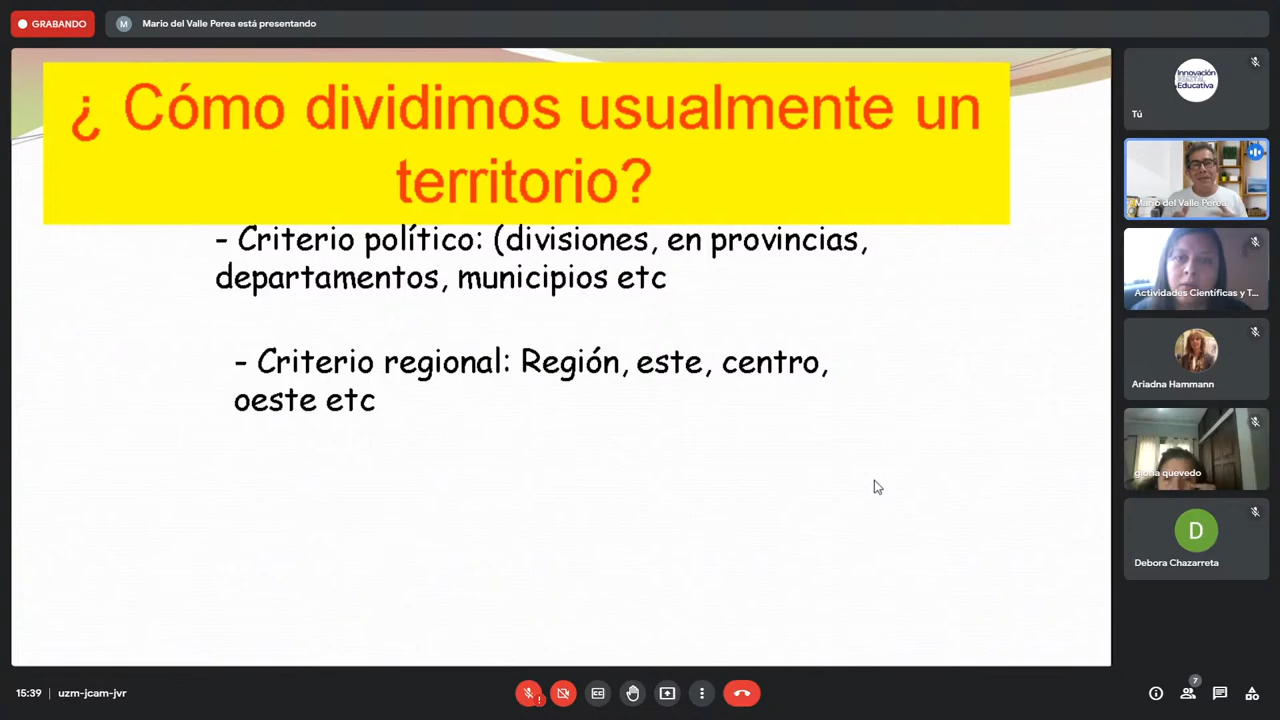 GRABANDO
M
Mario del Valle Perea está presentando
¿ Cómo dividimos usualmente un
territorio?
- Criterio político: (divisiones, en provincias,
departamentos, municipios etc
- Criterio regional: Región, este, centro,
oeste etc
Innovación
DIGITAL
Educativa
Tú
Mario del Valle Perea
Actividades Científicas y T...
Ariadna Hammann
gloria quevedo
D
Debora Chazarreta
15:39
uzm-jcam-jvr
7